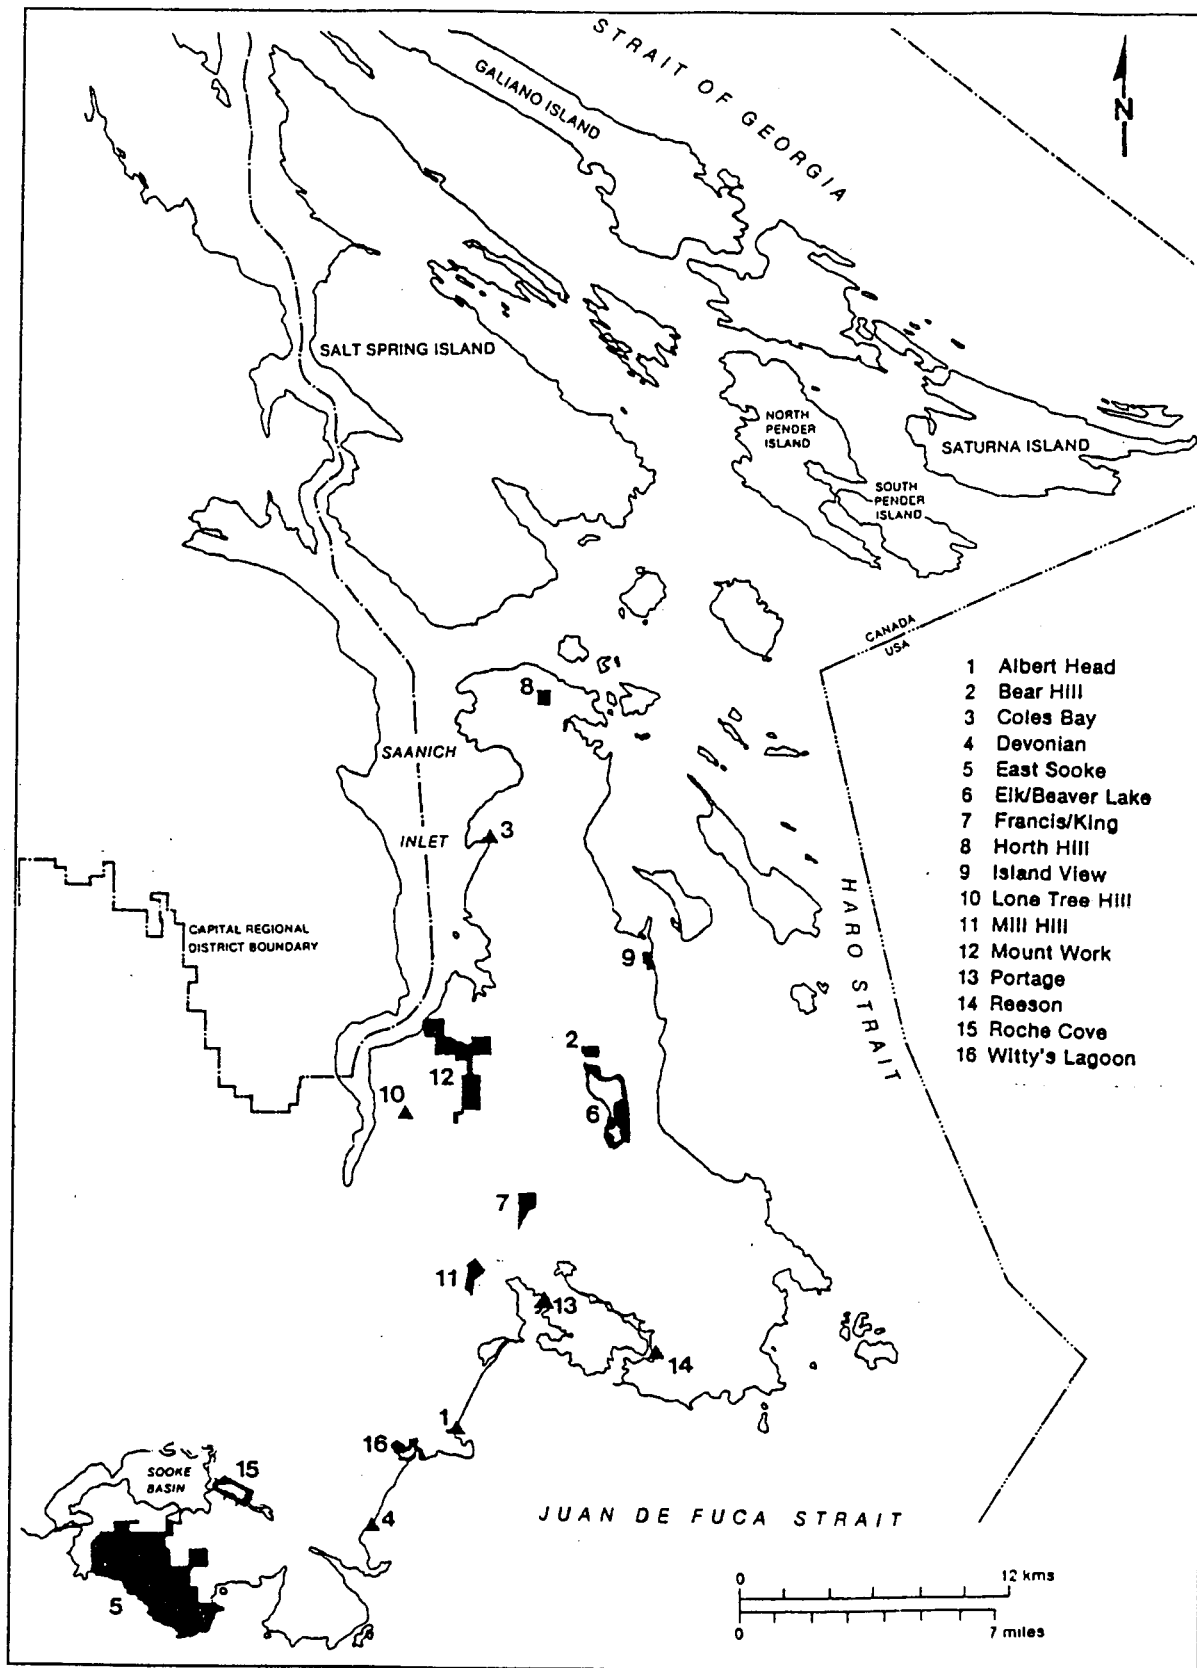 STRAIT OF GEORGIA
GALIANO ISLAND
N
SALT SPRING ISLAND
NORTH
PENDER
ISLAND
SATURNA ISLAND
SOUTH
PENDER
ISLAND
CANADA
USA
1 Albert Head
2 Bear Hill
3 Coles Bay
4 Devonian
5 East Sooke
6 Elk/Beaver Lake
7 Francis/King
8 Horth Hill
9 Island View
10 Lone Tree Hill
11 Mill Hill
12 Mount Work
13 Portage
14 Reeson
15 Roche Cove
16 Witty's Lagoon
8
SAANICH
INLET
3
HARO STRAIT
CAPITAL REGIONAL
DISTRICT BOUNDARY
9
2
12
10
6
7
11
13
14
1
16
15
SOOKE
BASIN
4
JUAN DE FUCA STRAIT
5
0 12 kms
0 7 miles